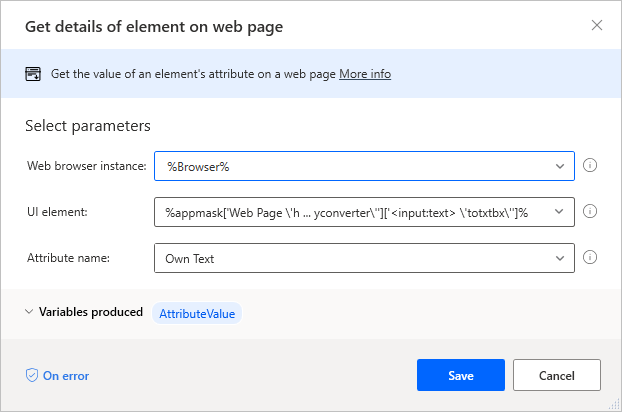 Get details of element on web page
Get the value of an element's attribute on a web page More info
Select parameters
Web browser instance: %Browser%
UI element: %appmask['Web Page \'h ... yconverter\'']['<input:text> \'totxtbx\'']%
Attribute name: Own Text
Variables produced AttributeValue
On error Save Cancel